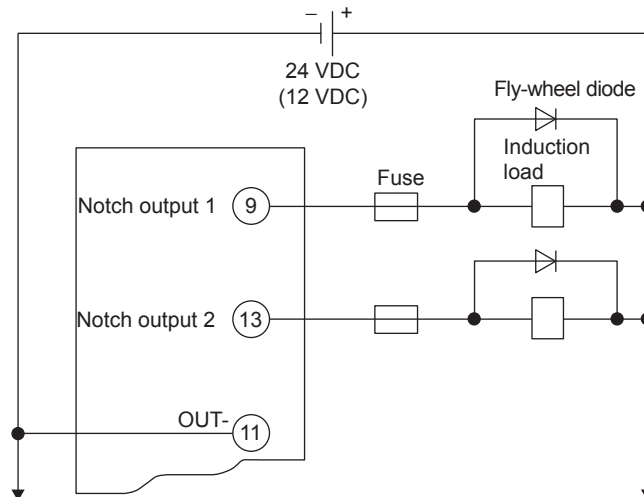 − +
24 VDC
(12 VDC)
Fly-wheel diode
Induction
load
Fuse
Notch output 1 9
Notch output 2 13
OUT- 11